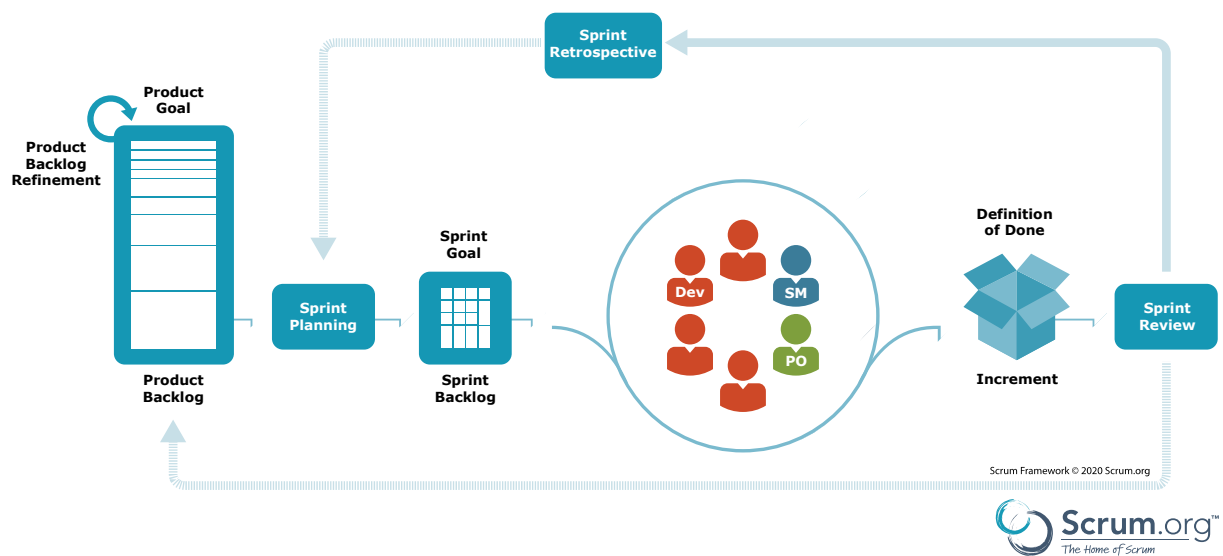 Sprint
Retrospective
Product
Goal
Product
Backlog
Refinement
Product
Backlog
Sprint
Planning
Sprint
Goal
Sprint
Backlog
Dev
SM
PO
Definition
of Done
Increment
Sprint
Review
Scrum Framework © 2020 Scrum.org
Scrum.org™
The Home of Scrum